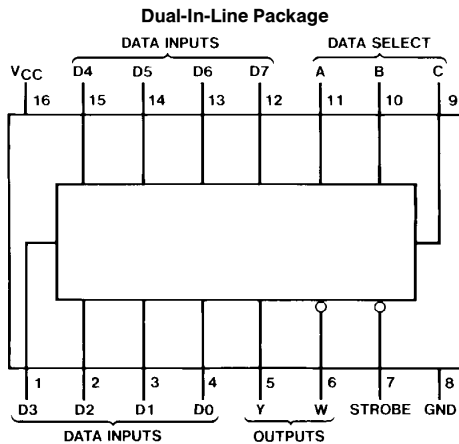 Dual-In-Line Package
DATA INPUTS DATA SELECT
VCC D4 D5 D6 D7 A B C
16 15 14 13 12 11 10 9
1 2 3 4 5 6 7 8
D3 D2 D1 D0 Y W STROBE GND
DATA INPUTS OUTPUTS